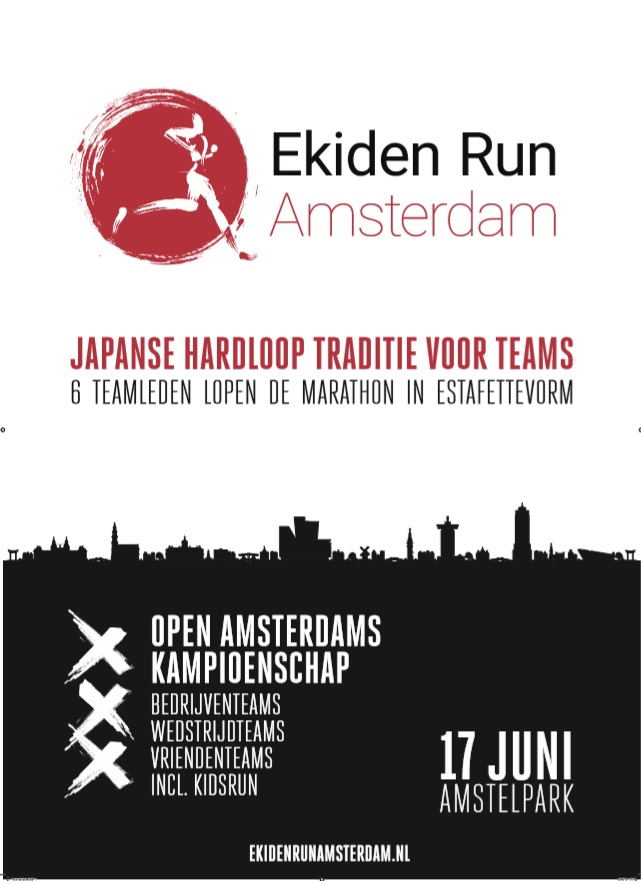 Ekiden Run
Amsterdam
JAPANSE HARDLOOP TRADITIE VOOR TEAMS
6 TEAMLEDEN LOPEN DE MARATHON IN ESTAFETTEVORM
OPEN AMSTERDAMS
KAMPIOENSCHAP
BEDRIJVENTEAMS
WEDSTRIJDTEAMS
VRIENDENTEAMS
INCL. KIDSRUN
17 JUNI
AMSTELPARK
EKIDENRUNAMSTERDAM.NL